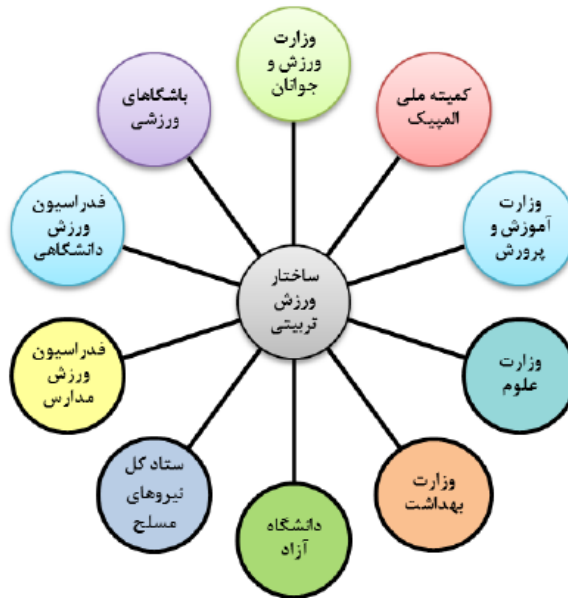 وزارت
ورزش و
جوانان
کمیته ملی
المپیک
وزارت
آموزش و
پرورش
وزارت
علوم
وزارت
بهداشت
دانشگاه
آزاد
ستاد کل
نیروهای
مسلح
فدراسیون
ورزش
مدارس
فدراسیون
ورزش
دانشگاهی
باشگاهای
ورزشی
ساختار
ورزش
تربیتی